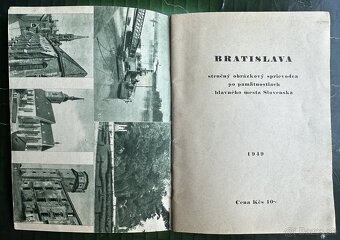 BRATISLAVA
stručný obrázkový sprievodca
po pamätnostiach
hlavného mesta Slovenska
1949
Cena Kčs 10·-